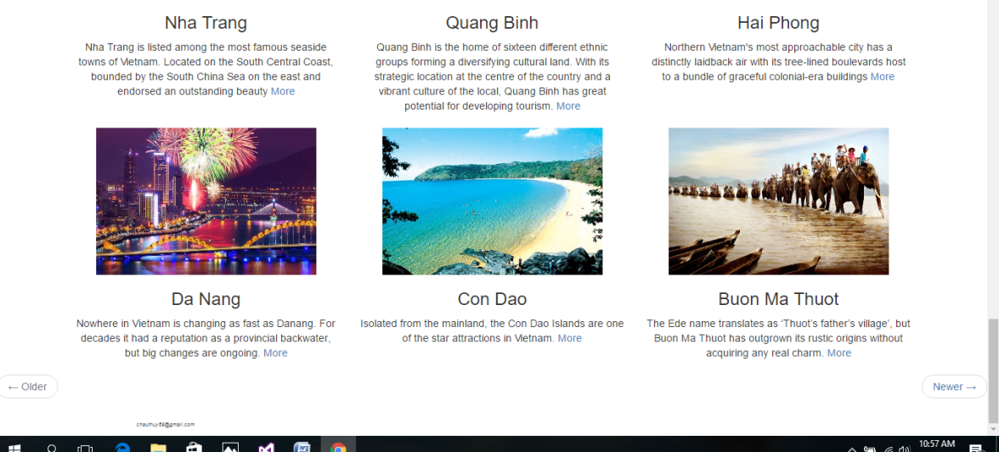 Nha Trang
Nha Trang is listed among the most famous seaside
towns of Vietnam. Located on the South Central Coast,
bounded by the South China Sea on the east and
endorsed an outstanding beauty More
Quang Binh
Quang Binh is the home of sixteen different ethnic
groups forming a diversifying cultural land. With its
strategic location at the centre of the country and a
vibrant culture of the local, Quang Binh has great
potential for developing tourism. More
Hai Phong
Northern Vietnam's most approachable city has a
distinctly laidback air with its tree-lined boulevards host
to a bundle of graceful colonial-era buildings More
Da Nang
Nowhere in Vietnam is changing as fast as Danang. For
decades it had a reputation as a provincial backwater,
but big changes are ongoing. More
Con Dao
Isolated from the mainland, the Con Dao Islands are one
of the star attractions in Vietnam. More
Buon Ma Thuot
The Ede name translates as ‘Thuot’s father’s village’, but
Buon Ma Thuot has outgrown its rustic origins without
acquiring any real charm. More
← Older
Newer →
10:57 AM